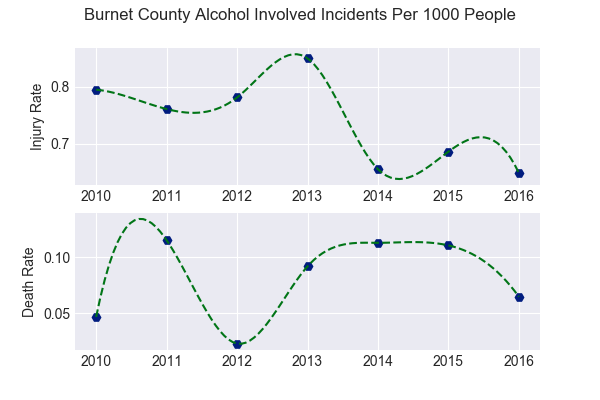 Burnet County Alcohol Involved Incidents Per 1000 People
Injury Rate
0.8
0.7
2010 2011 2012 2013 2014 2015 2016
Death Rate
0.10
0.05
2010 2011 2012 2013 2014 2015 2016